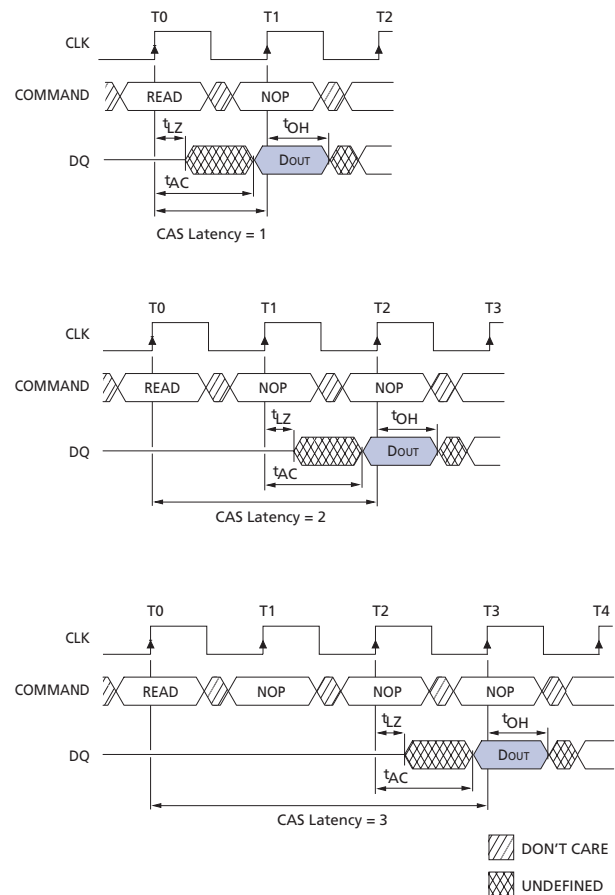 T0 T1 T2
CLK
COMMAND READ NOP
tLZ tOH
DQ DOUT
tAC
CAS Latency = 1
T0 T1 T2 T3
CLK
COMMAND READ NOP NOP
tLZ tOH
DQ DOUT
tAC
CAS Latency = 2
T0 T1 T2 T3 T4
CLK
COMMAND READ NOP NOP NOP
tLZ tOH
DQ DOUT
tAC
CAS Latency = 3
DON'T CARE
UNDEFINED